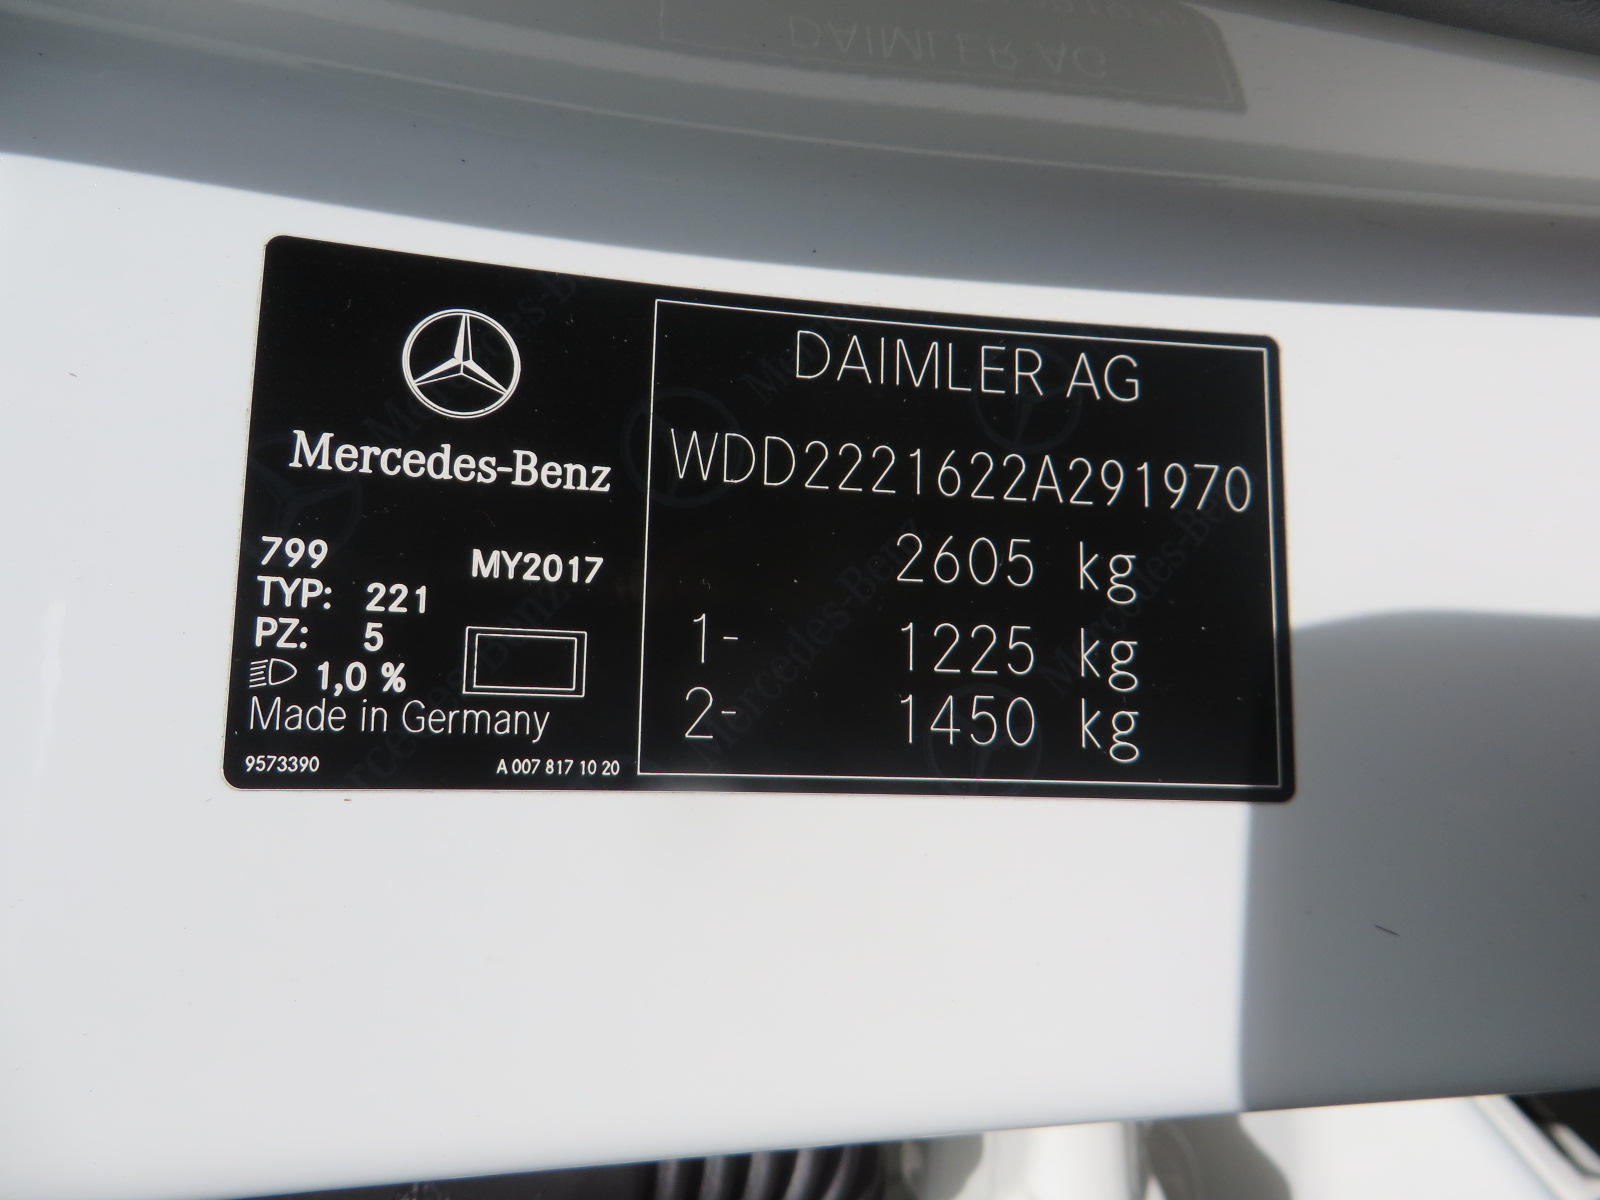 DAIMLER AG
Mercedes-Benz
799
MY2017
TYP: 221
PZ: 5
1,0 %
Made in Germany
9573390
A 007 817 10 20
DAIMLER AG
WDD2221622A291970
2605 kg
1- 1225 kg
2- 1450 kg